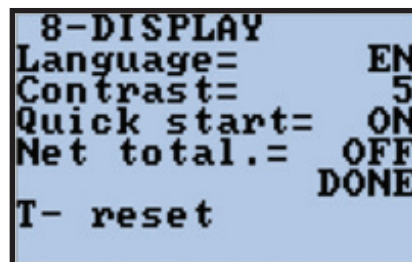 8-DISPLAY
Language= EN
Contrast= 5
Quick start= ON
Net total.= OFF
DONE
T- reset